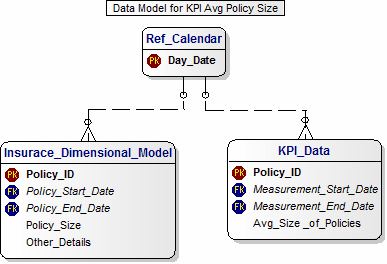 Data Model for KPI Avg Policy Size
Ref_Calendar
PK Day_Date
Insurace_Dimensional_Model
PK Policy_ID
FK Policy_Start_Date
FK Policy_End_Date
Policy_Size
Other_Details
KPI_Data
PK Policy_ID
FK Measurement_Start_Date
FK Measurement_End_Date
Avg_Size _of_Policies